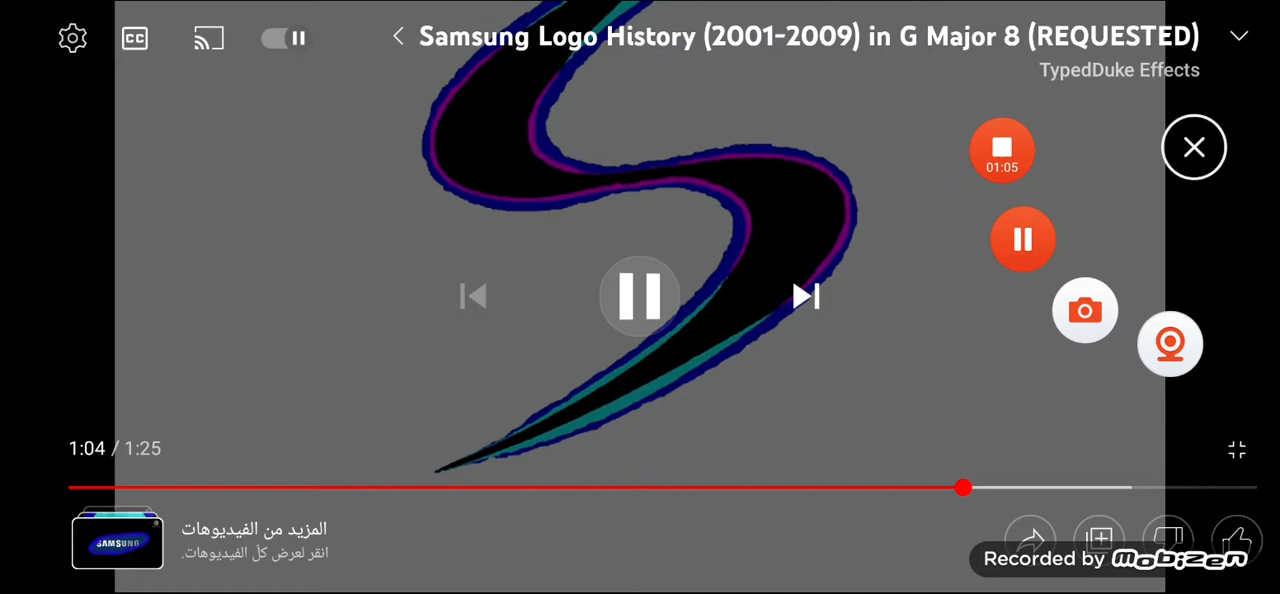 Samsung Logo History (2001-2009) in G Major 8 (REQUESTED)
TypedDuke Effects
CC
01:05
1:04 / 1:25
SAMSUNG
المزيد من الفيديوهات
انقر لعرض كلّ الفيديوهات.
Recorded by Mobizen